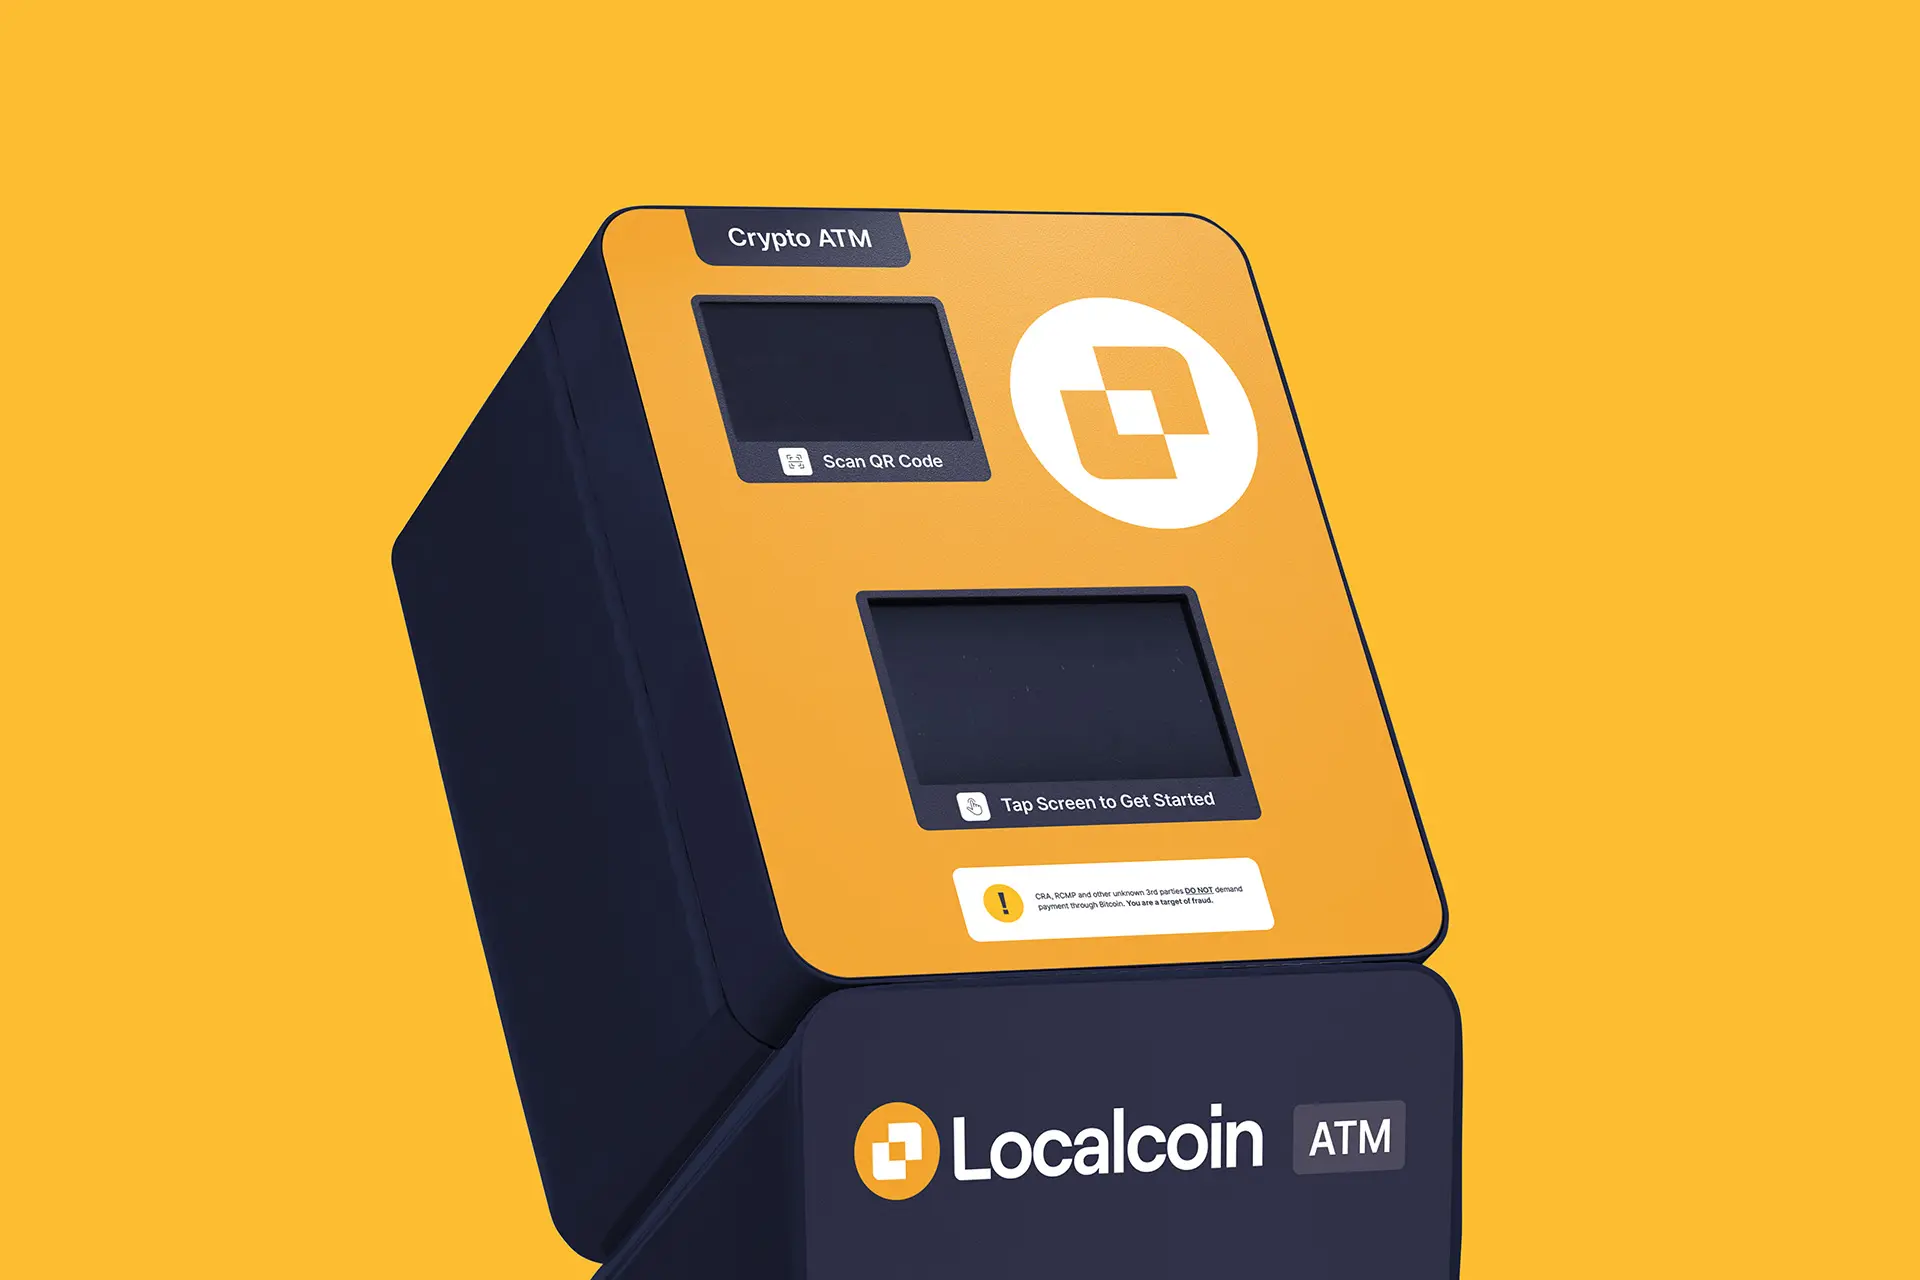 Crypto ATM
Scan QR Code
Tap Screen to Get Started
CRA, RCMP and other unknown 3rd parties DO NOT demand
payment through Bitcoin. You are a target of fraud.
Localcoin ATM